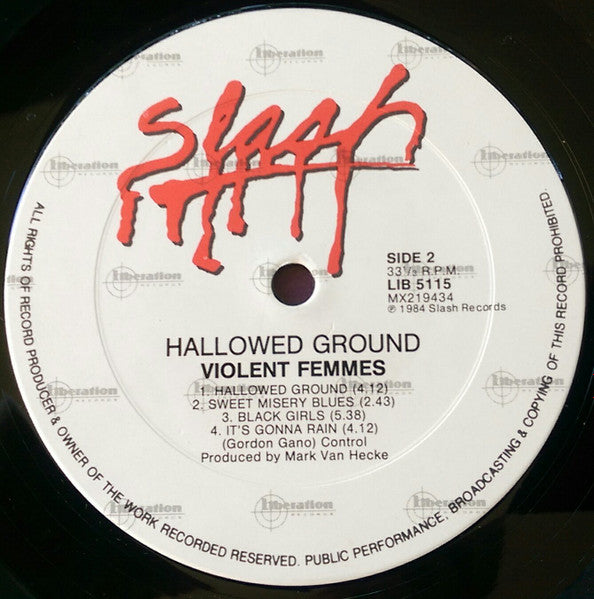 Slash
SIDE 2
33⅓ R.P.M.
LIB 5115
MX219434
℗ 1984 Slash Records
HALLOWED GROUND
VIOLENT FEMMES
1. HALLOWED GROUND (4.12)
2. SWEET MISERY BLUES (2.43)
3. BLACK GIRLS (5.38)
4. IT'S GONNA RAIN (4.12)
(Gordon Gano) Control
Produced by Mark Van Hecke
ALL RIGHTS OF RECORD PRODUCER & OWNER OF THE WORK RECORDED RESERVED. PUBLIC PERFORMANCE, BROADCASTING & COPYING OF THIS RECORD PROHIBITED.
Liberation
RECORDS